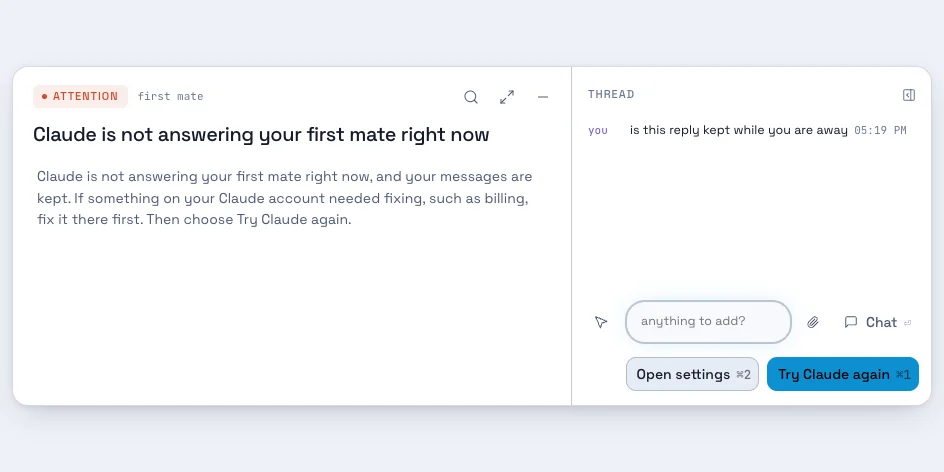 ATTENTION first mate
Claude is not answering your first mate right now
Claude is not answering your first mate right now, and your messages are
kept. If something on your Claude account needed fixing, such as billing,
fix it there first. Then choose Try Claude again.
THREAD
you is this reply kept while you are away 05:19 PM
anything to add?
Chat ⏎
Open settings ⌘2
Try Claude again ⌘1